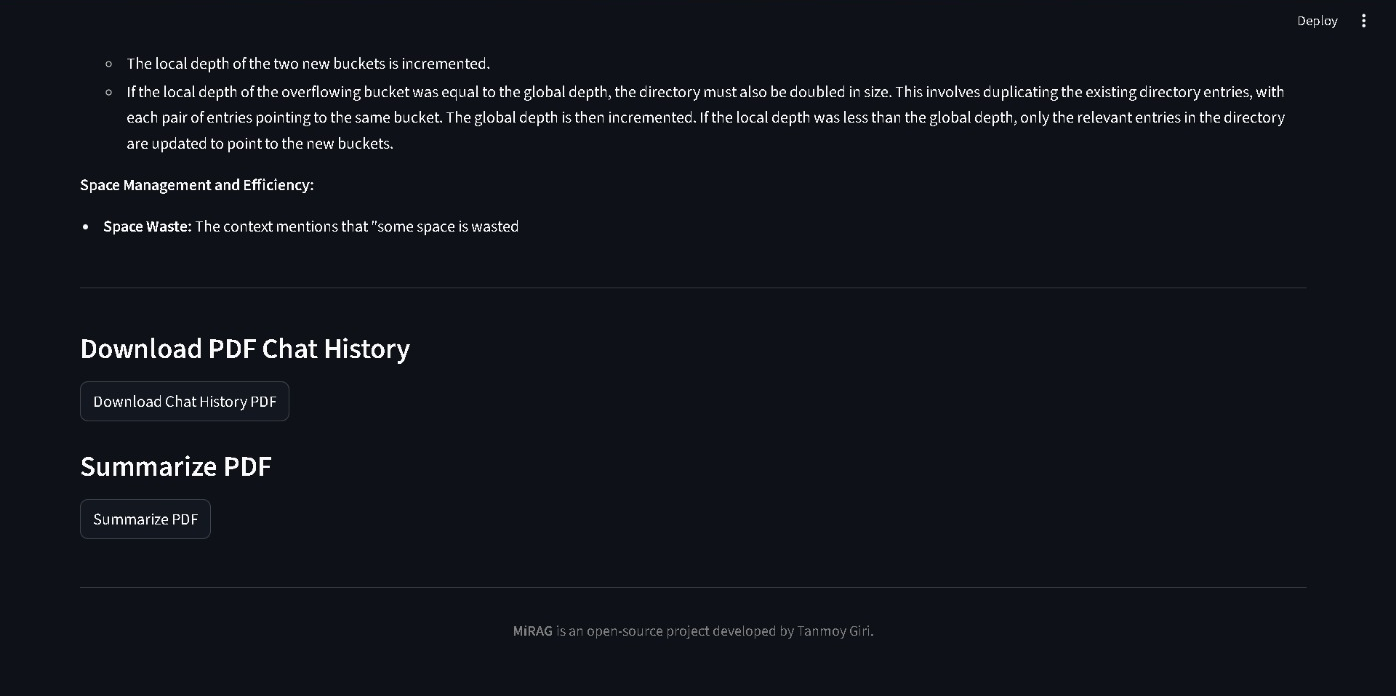 Deploy
The local depth of the two new buckets is incremented.
If the local depth of the overflowing bucket was equal to the global depth, the directory must also be doubled in size. This involves duplicating the existing directory entries, with
each pair of entries pointing to the same bucket. The global depth is then incremented. If the local depth was less than the global depth, only the relevant entries in the directory
are updated to point to the new buckets.
Space Management and Efficiency:
Space Waste: The context mentions that "some space is wasted
Download PDF Chat History
Download Chat History PDF
Summarize PDF
Summarize PDF
MiRAG is an open-source project developed by Tanmoy Giri.